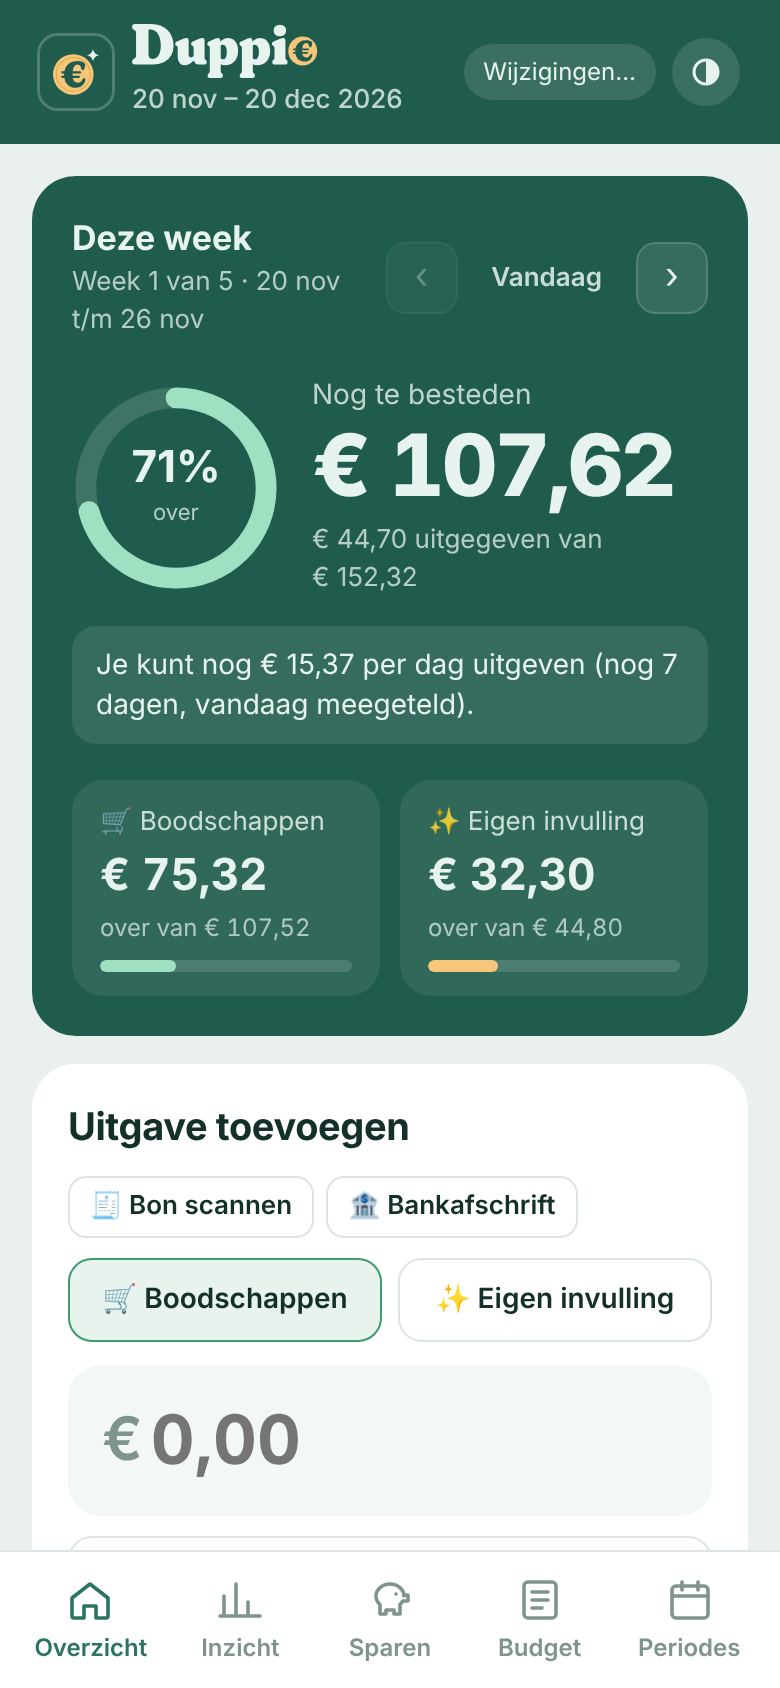 Duppie
20 nov – 20 dec 2026
Wijzigingen...
Deze week
Week 1 van 5 · 20 nov
t/m 26 nov
Vandaag
71%
over
Nog te besteden
€ 107,62
€ 44,70 uitgegeven van
€ 152,32
Je kunt nog € 15,37 per dag uitgeven (nog 7
dagen, vandaag meegeteld).
🛒 Boodschappen
€ 75,32
over van € 107,52
✨ Eigen invulling
€ 32,30
over van € 44,80
Uitgave toevoegen
🧾 Bon scannen
🏦 Bankafschrift
🛒 Boodschappen
✨ Eigen invulling
€ 0,00
Overzicht
Inzicht
Sparen
Budget
Periodes